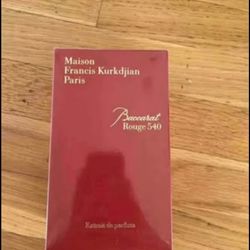 Maison
Francis Kurkdjian
Paris
Baccarat
Rouge 540
Extrait de parfum